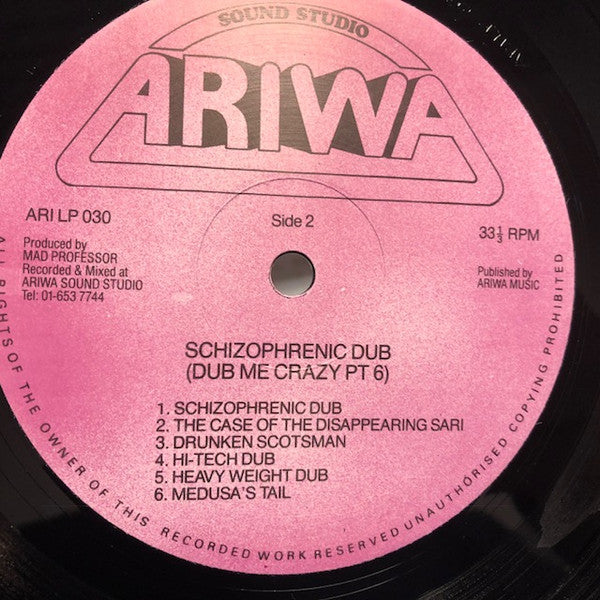 SOUND STUDIO
ARIWA
ARI LP 030
Side 2
33⅓ RPM
Produced by
MAD PROFESSOR
Recorded & Mixed at
ARIWA SOUND STUDIO
Tel: 01-653 7744
Published by
ARIWA MUSIC
SCHIZOPHRENIC DUB
(DUB ME CRAZY PT 6)
1. SCHIZOPHRENIC DUB
2. THE CASE OF THE DISAPPEARING SARI
3. DRUNKEN SCOTSMAN
4. HI-TECH DUB
5. HEAVY WEIGHT DUB
6. MEDUSA'S TAIL
ALL RIGHTS OF THE OWNER OF THIS RECORDED WORK RESERVED UNAUTHORISED COPYING PROHIBITED